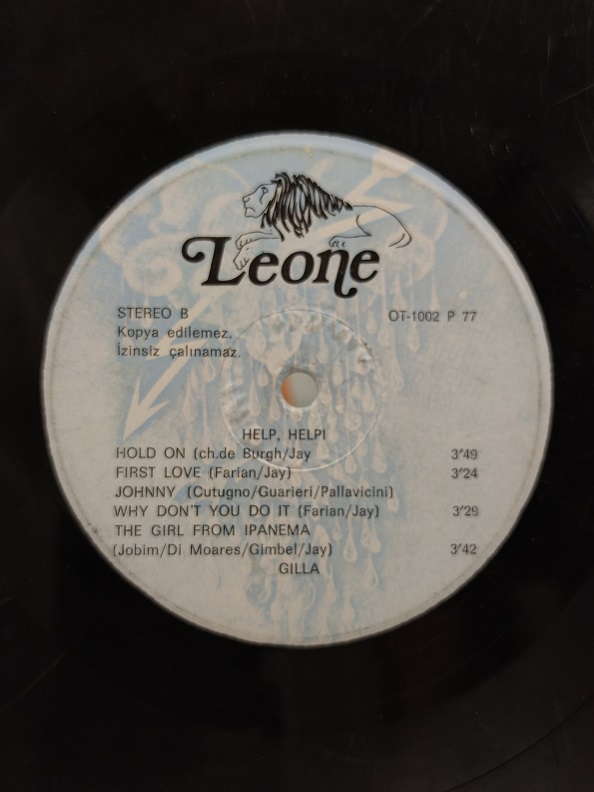 Leone
STEREO B
OT-1002 P 77
Kopya edilemez.
İzinsiz çalınamaz.
HELP, HELP!
HOLD ON (ch.de Burgh/Jay 3'49
FIRST LOVE (Farian/Jay) 3'24
JOHNNY (Cutugno/Guarieri/Pallavicini)
WHY DON'T YOU DO IT (Farian/Jay) 3'29
THE GIRL FROM IPANEMA
(Jobim/Di Moares/Gimbel/Jay) 3'42
GILLA